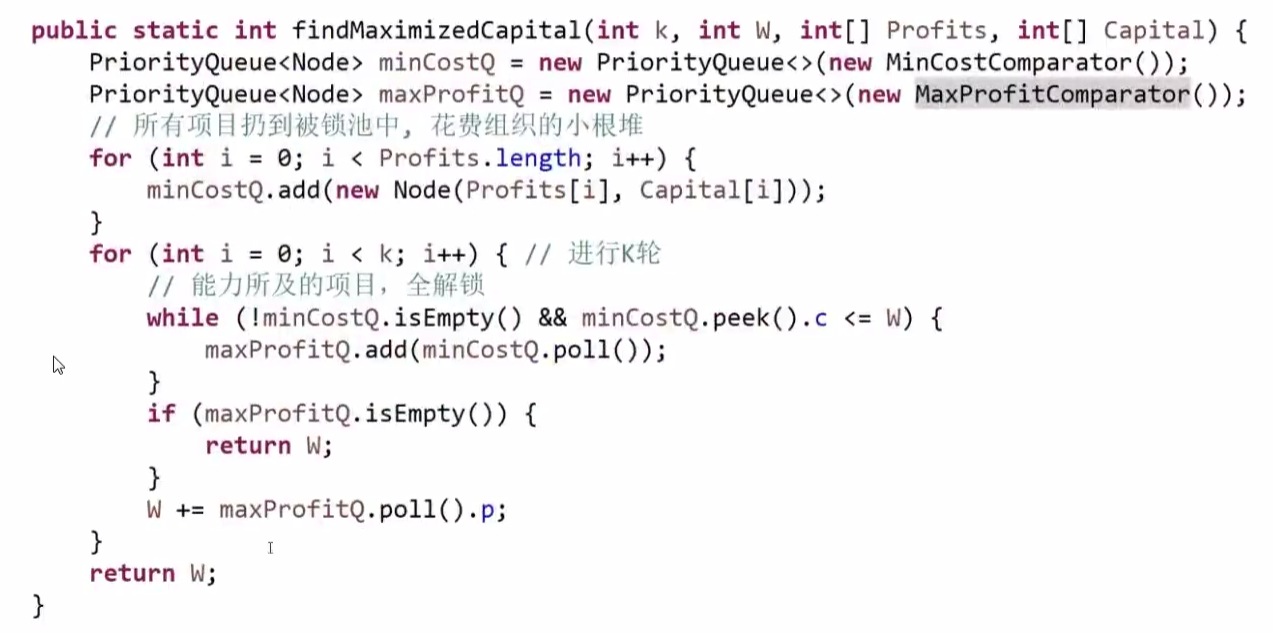 public static int findMaximizedCapital(int k, int W, int[] Profits, int[] Capital) {
    PriorityQueue<Node> minCostQ = new PriorityQueue<>(new MinCostComparator());
    PriorityQueue<Node> maxProfitQ = new PriorityQueue<>(new MaxProfitComparator());
    // 所有项目扔到被锁池中, 花费组织的小根堆
    for (int i = 0; i < Profits.length; i++) {
        minCostQ.add(new Node(Profits[i], Capital[i]));
    }
    for (int i = 0; i < k; i++) { // 进行K轮
        // 能力所及的项目, 全解锁
        while (!minCostQ.isEmpty() && minCostQ.peek().c <= W) {
            maxProfitQ.add(minCostQ.poll());
        }
        if (maxProfitQ.isEmpty()) {
            return W;
        }
        W += maxProfitQ.poll().p;
    }
    return W;
}